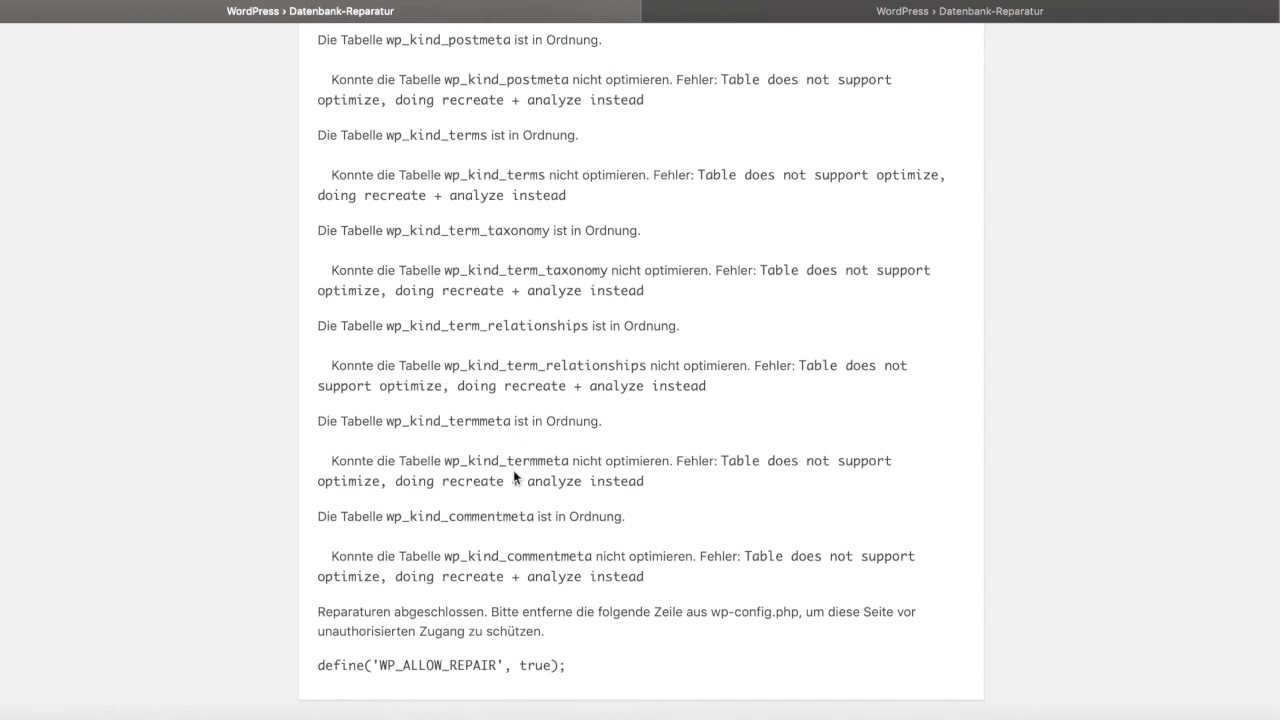 WordPress › Datenbank-Reparatur
WordPress › Datenbank-Reparatur
Die Tabelle wp_kind_postmeta ist in Ordnung.
Konnte die Tabelle wp_kind_postmeta nicht optimieren. Fehler: Table does not support
optimize, doing recreate + analyze instead
Die Tabelle wp_kind_terms ist in Ordnung.
Konnte die Tabelle wp_kind_terms nicht optimieren. Fehler: Table does not support optimize,
doing recreate + analyze instead
Die Tabelle wp_kind_term_taxonomy ist in Ordnung.
Konnte die Tabelle wp_kind_term_taxonomy nicht optimieren. Fehler: Table does not support
optimize, doing recreate + analyze instead
Die Tabelle wp_kind_term_relationships ist in Ordnung.
Konnte die Tabelle wp_kind_term_relationships nicht optimieren. Fehler: Table does not
support optimize, doing recreate + analyze instead
Die Tabelle wp_kind_termmeta ist in Ordnung.
Konnte die Tabelle wp_kind_termmeta nicht optimieren. Fehler: Table does not support
optimize, doing recreate + analyze instead
Die Tabelle wp_kind_commentmeta ist in Ordnung.
Konnte die Tabelle wp_kind_commentmeta nicht optimieren. Fehler: Table does not support
optimize, doing recreate + analyze instead
Reparaturen abgeschlossen. Bitte entferne die folgende Zeile aus wp-config.php, um diese Seite vor
unauthorisierten Zugang zu schützen.
define('WP_ALLOW_REPAIR', true);